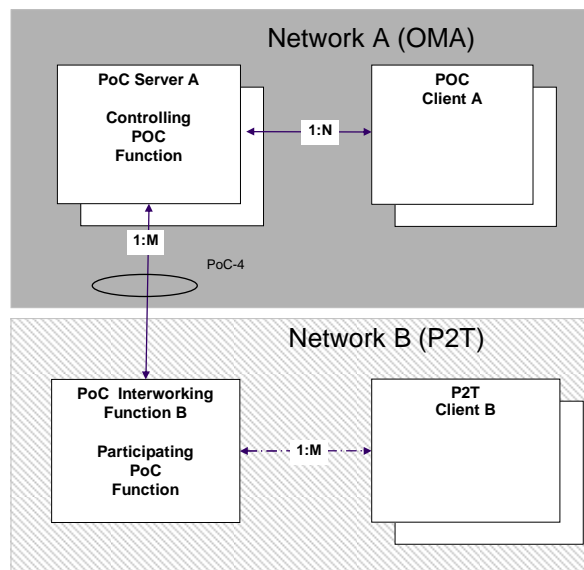 Network A (OMA)
PoC Server A
Controlling
POC
Function
POC
Client A
1:N
1:M
PoC-4
Network B (P2T)
PoC Interworking
Function B
Participating
PoC
Function
P2T
Client B
1:M